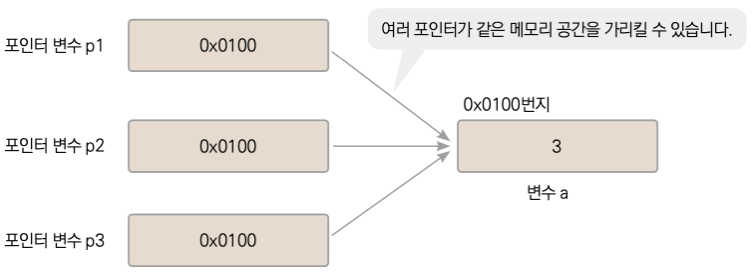 여러 포인터가 같은 메모리 공간을 가리킬 수 있습니다.
포인터 변수 p1
0x0100
0x0100번지
포인터 변수 p2
0x0100
3
변수 a
포인터 변수 p3
0x0100